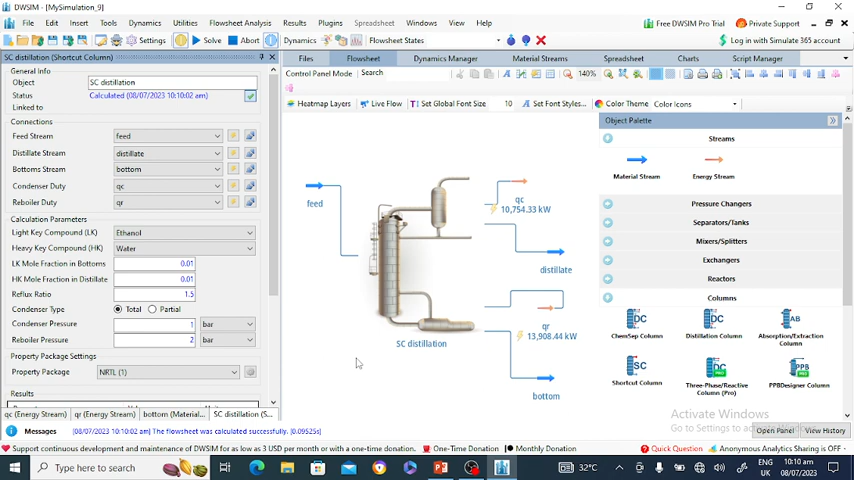 DWSIM - [MySimulation_9]
File Edit Insert Tools Dynamics Utilities Flowsheet Analysis Results Plugins Spreadsheet Windows View Help
Free DWSIM Pro Trial Private Support
Settings Solve Abort Dynamics Flowsheet States Log in with Simulate 365 account
SC distillation (Shortcut Column)
Files Flowsheet Dynamics Manager Material Streams Spreadsheet Charts Script Manager
Control Panel Mode Search 140%
Heatmap Layers Live Flow Set Global Font Size 10 Set Font Styles... Color Theme Color Icons
General Info
Object SC distillation
Status Calculated (08/07/2023 10:10:02 am)
Linked to
Connections
Feed Stream feed
Distillate Stream distillate
Bottoms Stream bottom
Condenser Duty qc
Reboiler Duty qr
Calculation Parameters
Light Key Compound (LK) Ethanol
Heavy Key Compound (HK) Water
LK Mole Fraction in Bottoms 0.01
HK Mole Fraction in Distillate 0.01
Reflux Ratio 1.5
Condenser Type Total Partial
Condenser Pressure 1 bar
Reboiler Pressure 2 bar
Property Package Settings
Property Package NRTL (1)
Results
qc (Energy Stream) qr (Energy Stream) bottom (Material... SC distillation (S...
feed
qc
10,754.33 kW
distillate
qr
13,908.44 kW
SC distillation
bottom
Object Palette
Streams
Material Stream Energy Stream
Pressure Changers
Separators/Tanks
Mixers/Splitters
Exchangers
Reactors
Columns
ChemSep Column Distillation Column Absorption/Extraction Column
Shortcut Column Three-Phase/Reactive Column (Pro) PPBDesigner Column
Activate Windows
Go to Settings to
Open Panel View History
Messages [08/07/2023 10:10:02 am] The flowsheet was calculated successfully. [0.09525s]
Support continuous development and maintenance of DWSIM for as low as 3 USD per month or with a one-time donation. One-Time Donation Monthly Donation Quick Question Anonymous Analytics Sharing is OFF
Type here to search 32°C ENG UK 10:10 am 08/07/2023